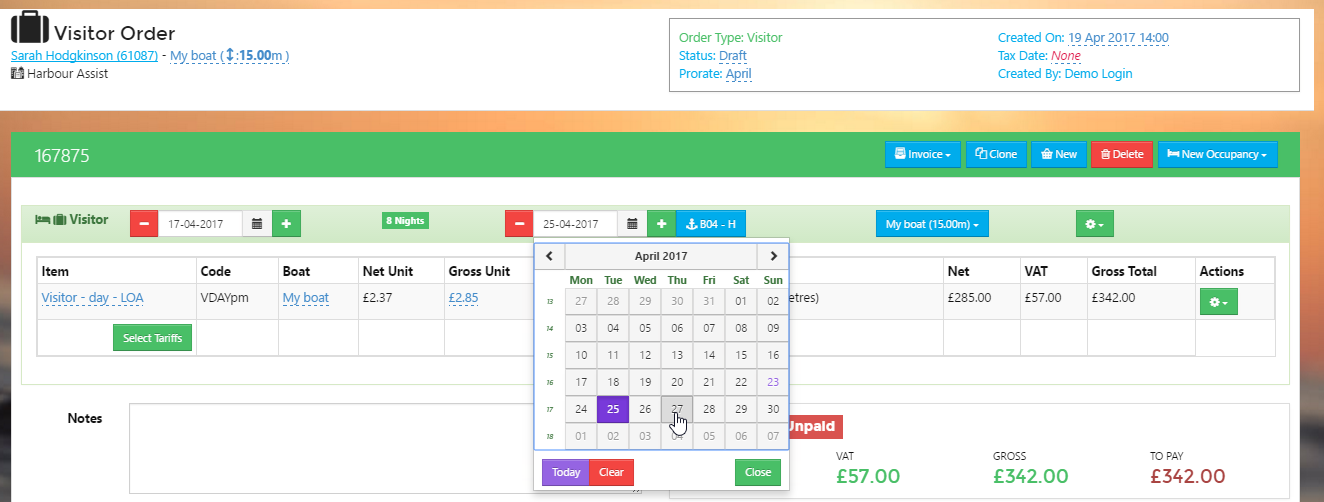 Visitor Order
Sarah Hodgkinson (61087) - My boat (↕:15.00m )
Harbour Assist
Order Type: Visitor
Status: Draft
Prorate: April
Created On: 19 Apr 2017 14:00
Tax Date: None
Created By: Demo Login
167875
Invoice
Clone
New
Delete
New Occupancy
Visitor
17-04-2017
8 Nights
25-04-2017
B04 - H
My boat (15.00m)
Item Code Boat Net Unit Gross Unit Net VAT Gross Total Actions
Visitor - day - LOA VDAYpm My boat £2.37 £2.85 etres) £285.00 £57.00 £342.00
Select Tariffs
April 2017
Mon Tue Wed Thu Fri Sat Sun
13 27 28 29 30 31 01 02
14 03 04 05 06 07 08 09
15 10 11 12 13 14 15 16
16 17 18 19 20 21 22 23
17 24 25 26 27 28 29 30
18 01 02 03 04 05 06 07
Today Clear Close
Notes
Unpaid
VAT GROSS TO PAY
£57.00 £342.00 £342.00